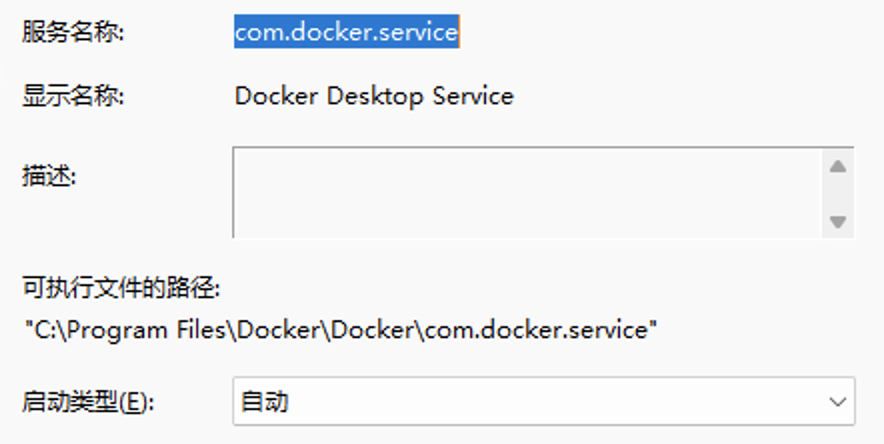 服务名称: com.docker.service
显示名称: Docker Desktop Service
描述:
可执行文件的路径:
"C:\Program Files\Docker\Docker\com.docker.service"
启动类型(E): 自动